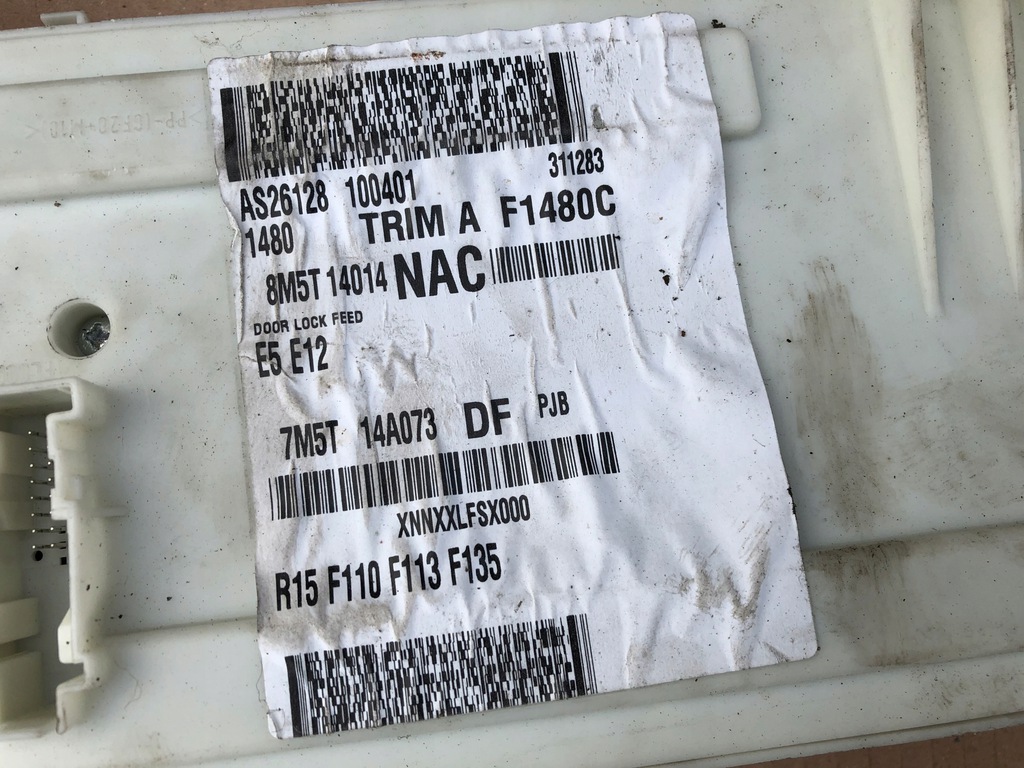 311283
AS26128 100401
1480 TRIM A F1480C
8M5T 14014 NAC
DOOR LOCK FEED
E5 E12
7M5T 14A073 DF PJB
XNNXXLFSX000
R15 F110 F113 F135